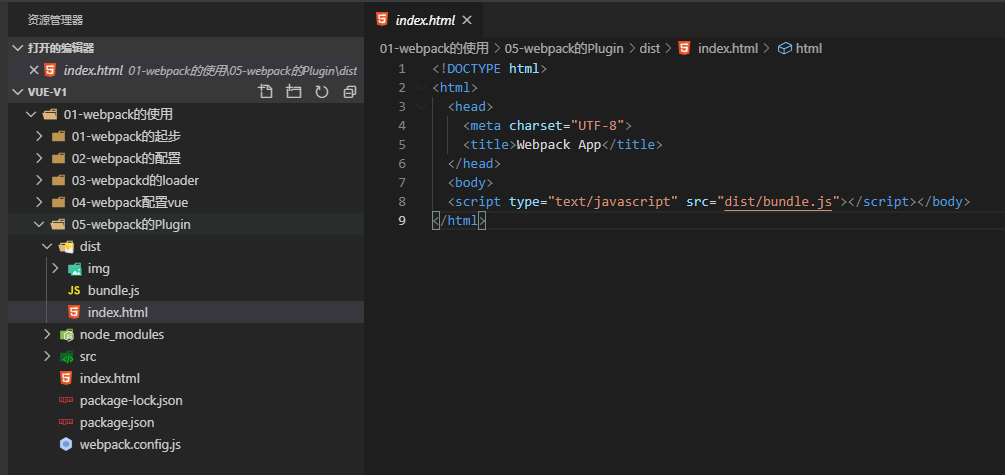 资源管理器
打开的编辑器
index.html 01-webpack的使用\05-webpack的Plugin\dist
VUE-V1
01-webpack的使用
01-webpack的起步
02-webpack的配置
03-webpackd的loader
04-webpack配置vue
05-webpack的Plugin
dist
img
JS bundle.js
index.html
node_modules
src
index.html
package-lock.json
package.json
webpack.config.js
index.html
01-webpack的使用 > 05-webpack的Plugin > dist > index.html > html
1 <!DOCTYPE html>
2 <html>
3 <head>
4 <meta charset="UTF-8">
5 <title>Webpack App</title>
6 </head>
7 <body>
8 <script type="text/javascript" src="dist/bundle.js"></script></body>
9 </html>